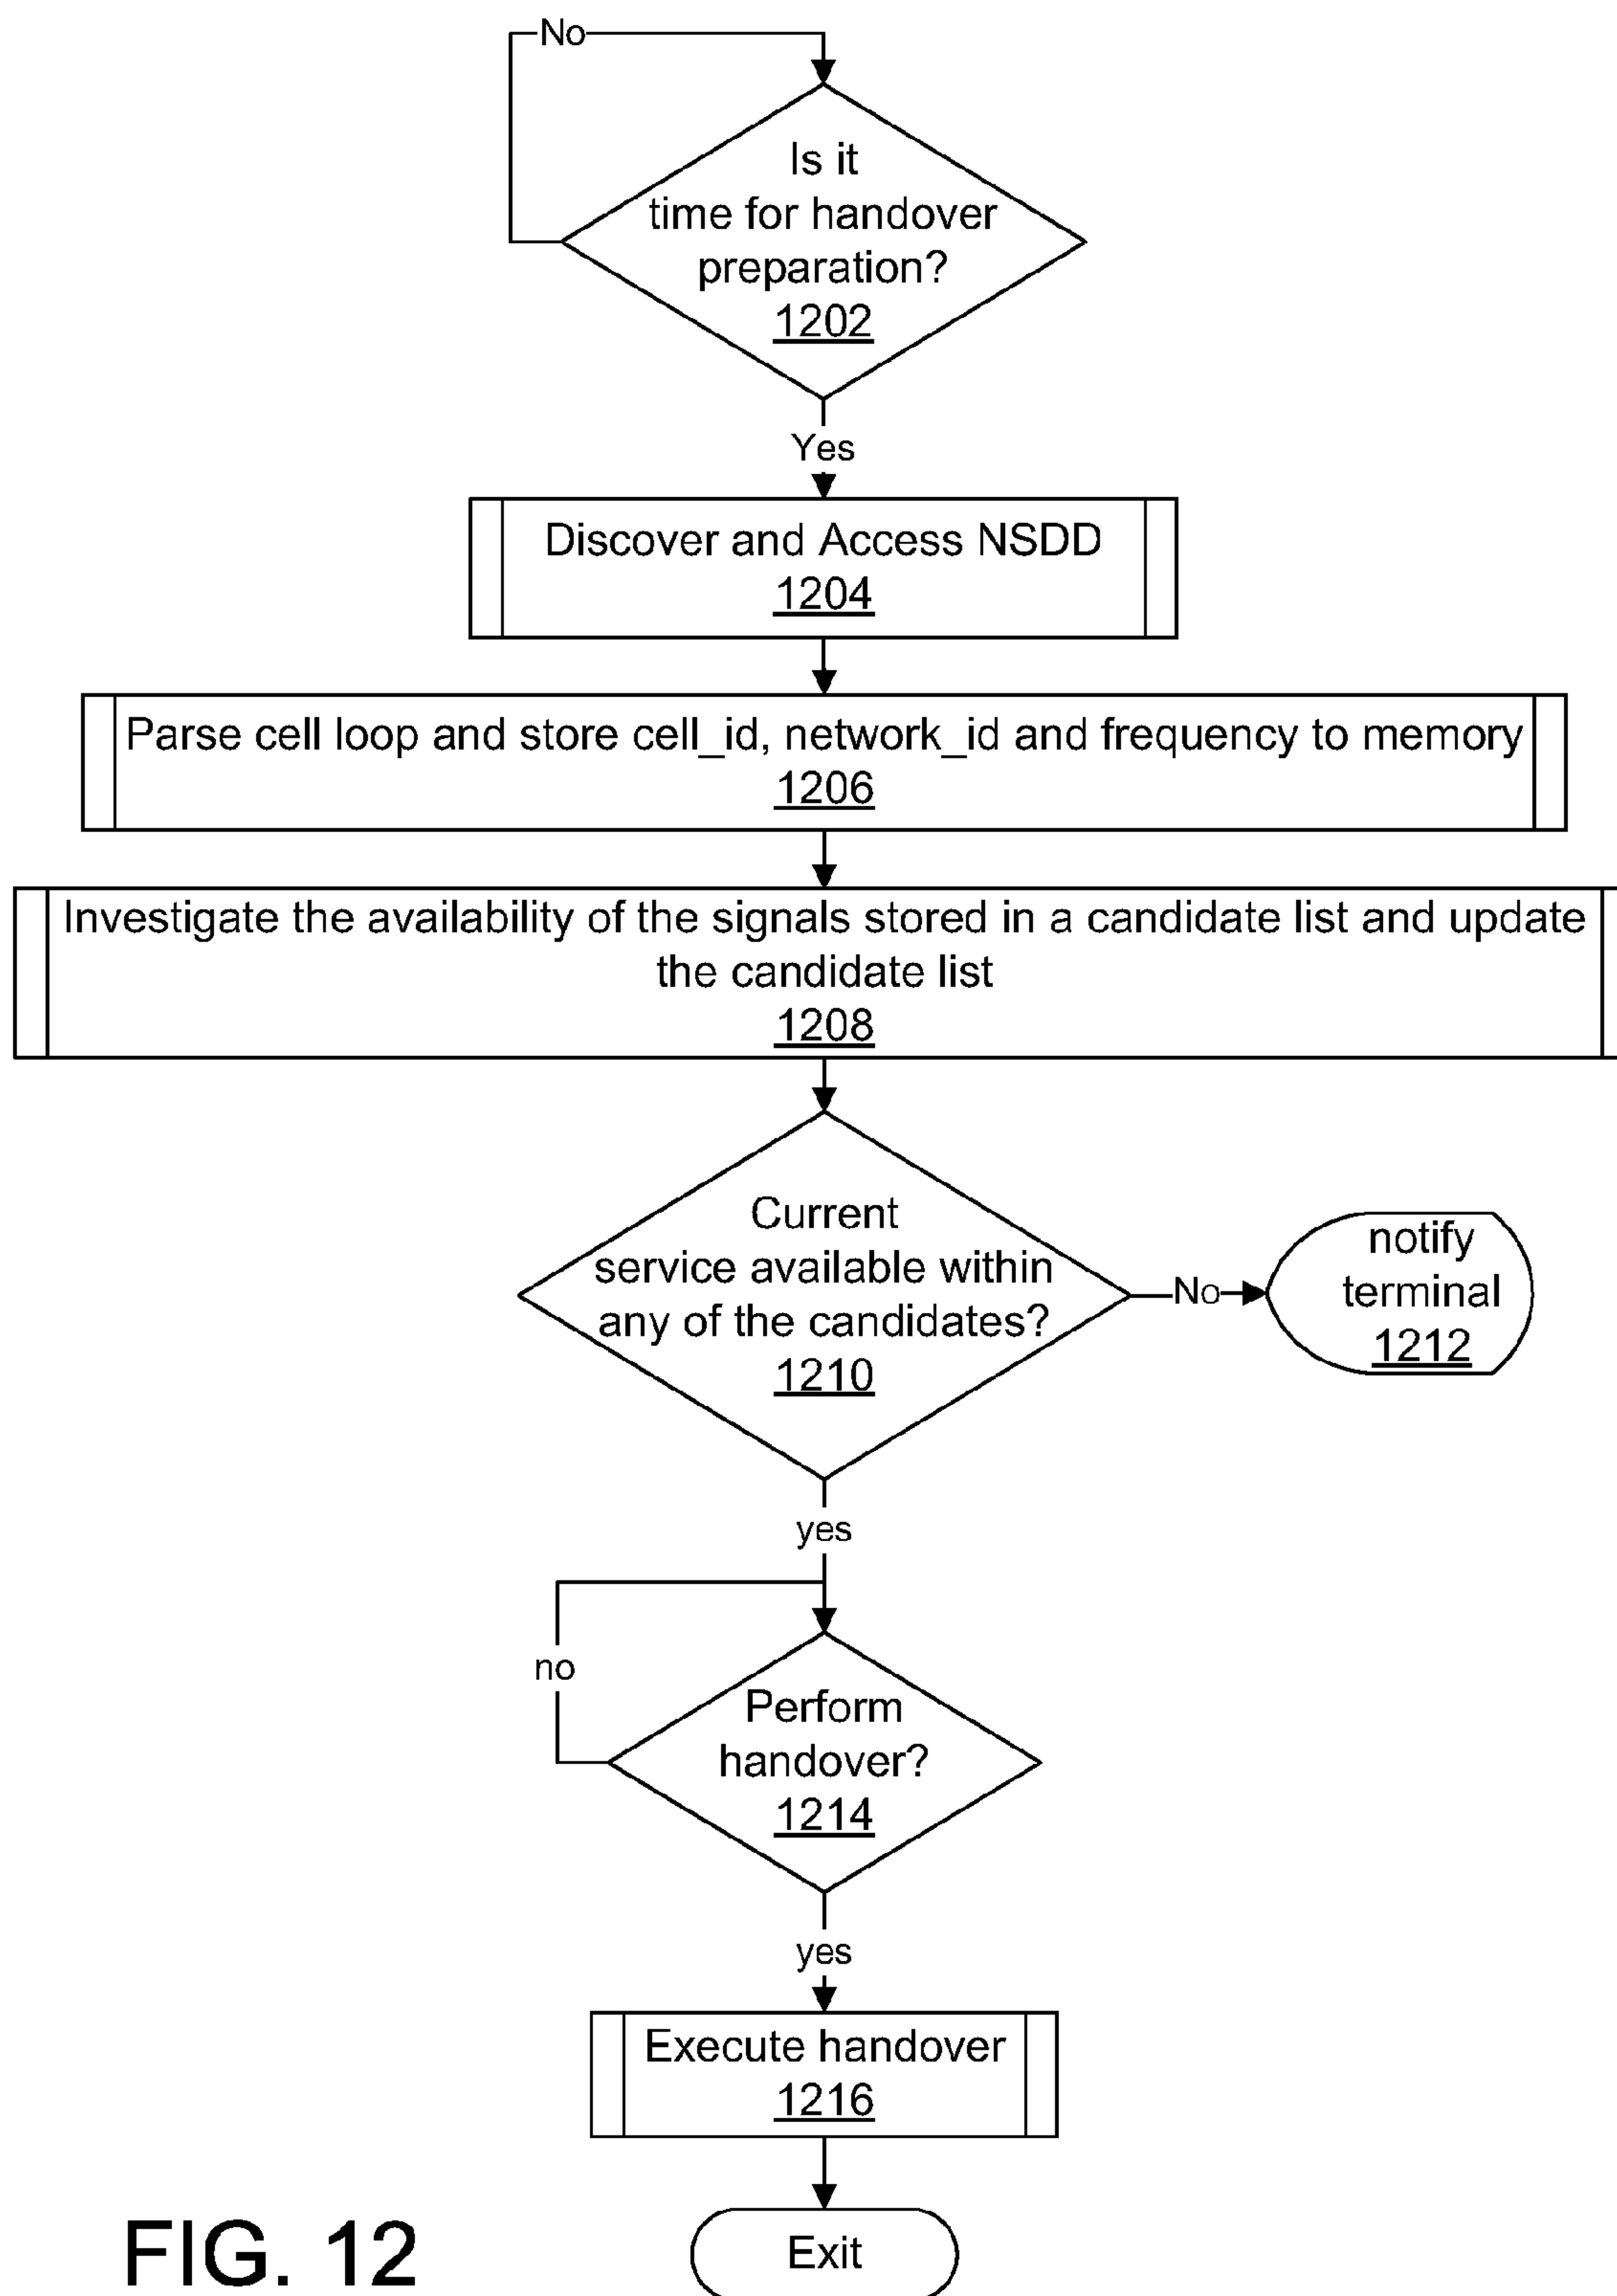 No
Is it
time for handover
preparation?
1202
Yes
Discover and Access NSDD
1204
Parse cell loop and store cell_id, network_id and frequency to memory
1206
Investigate the availability of the signals stored in a candidate list and update
the candidate list
1208
Current
service available within
any of the candidates?
1210
No
notify
terminal
1212
yes
no
Perform
handover?
1214
yes
Execute handover
1216
Exit
FIG. 12